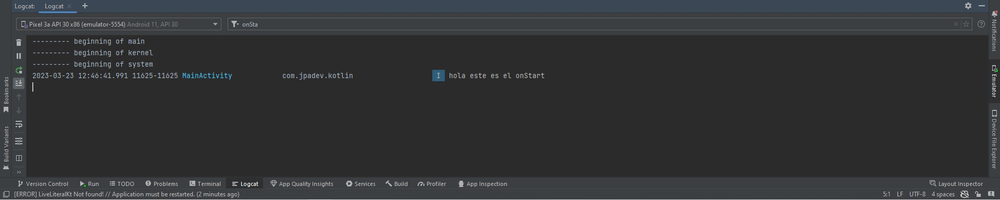 Logcat: Logcat
Pixel 3a API 30 x86 (emulator-5554) Android 11, API 30 onSta
--------- beginning of main
--------- beginning of kernel
--------- beginning of system
2023-03-23 12:46:41.991 11625-11625 MainActivity com.jpadev.kotlin I hola este es el onStart
Bookmarks
Build Variants
Notifications
Emulator
Device File Explorer
Version Control Run TODO Problems Terminal Logcat App Quality Insights Services Build Profiler App Inspection Layout Inspector
[ERROR] LiveLiteralKt Not found! // Application must be restarted. (2 minutes ago) 5:1 LF UTF-8 4 spaces